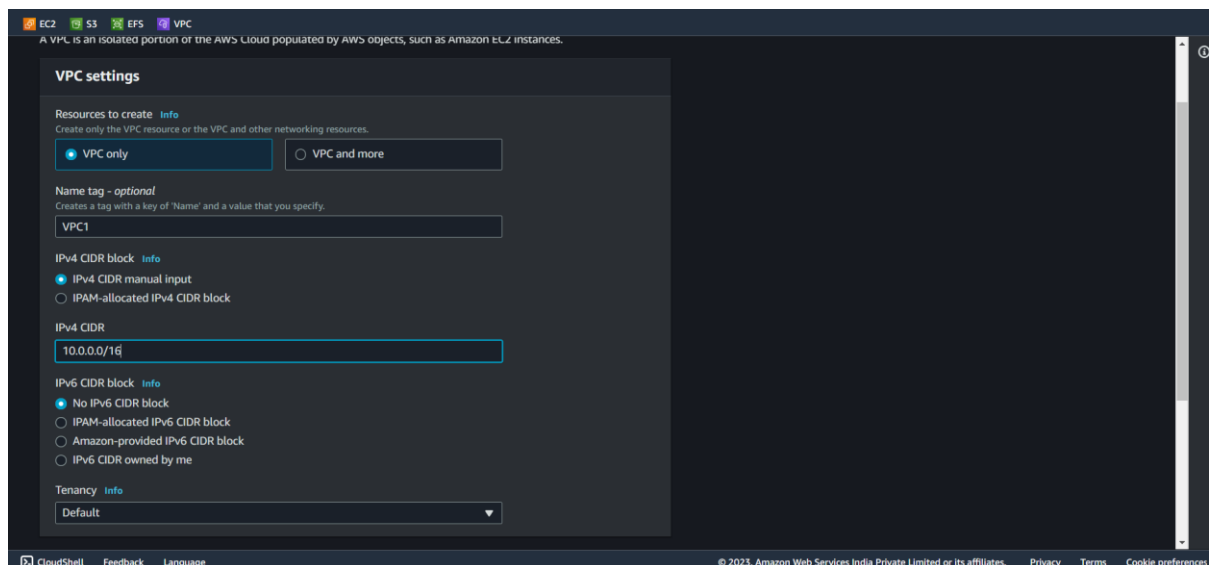 EC2 S3 EFS VPC
A VPC is an isolated portion of the AWS Cloud populated by AWS objects, such as Amazon EC2 instances.
VPC settings
Resources to create Info
Create only the VPC resource or the VPC and other networking resources.
VPC only VPC and more
Name tag - optional
Creates a tag with a key of 'Name' and a value that you specify.
VPC1
IPv4 CIDR block Info
IPv4 CIDR manual input
IPAM-allocated IPv4 CIDR block
IPv4 CIDR
10.0.0.0/16
IPv6 CIDR block Info
No IPv6 CIDR block
IPAM-allocated IPv6 CIDR block
Amazon-provided IPv6 CIDR block
IPv6 CIDR owned by me
Tenancy Info
Default
CloudShell Feedback Language © 2023, Amazon Web Services India Private Limited or its affiliates. Privacy Terms Cookie preferences